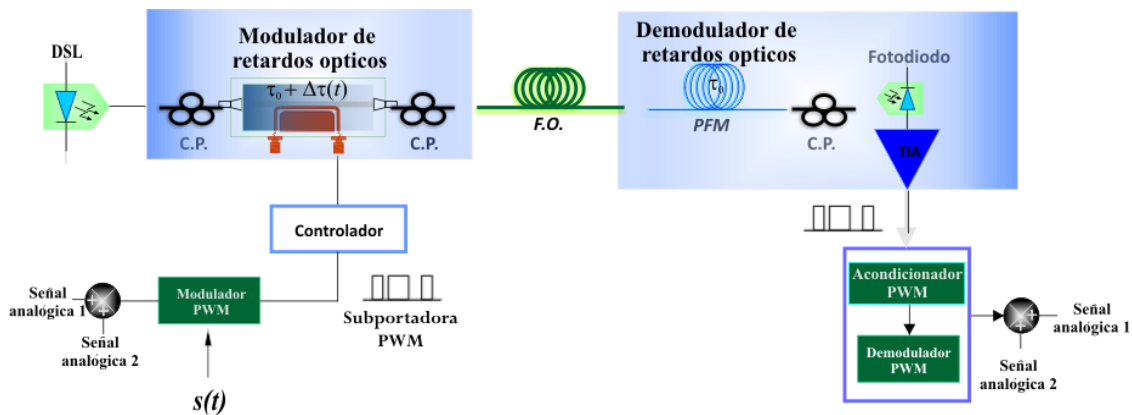 DSL
Modulador de
retardos opticos
τ₀ + Δτ(t)
C.P.
C.P.
F.O.
Demodulador de
retardos opticos
τ₀
PFM
C.P.
Fotodiodo
TIA
Controlador
Señal
analógica 1
Señal
analógica 2
Modulador
PWM
s(t)
Subportadora
PWM
Acondicionador
PWM
Demodulador
PWM
Señal
analógica 1
Señal
analógica 2